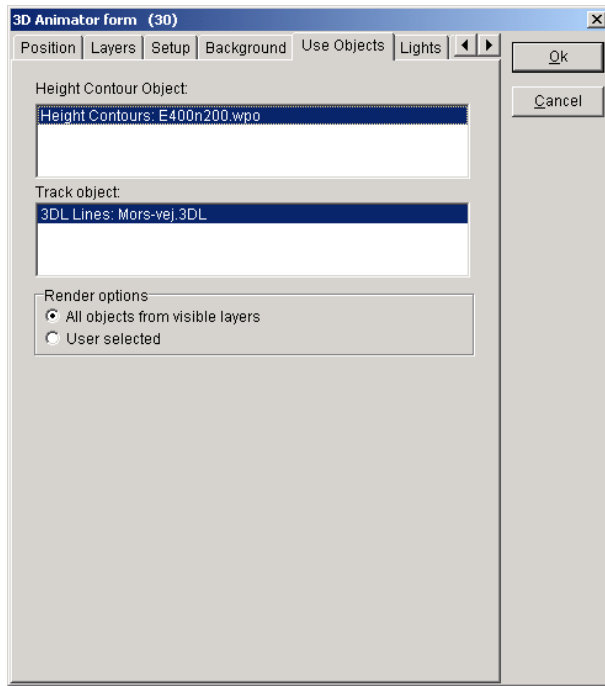 3D Animator form (30)
Position Layers Setup Background Use Objects Lights
Ok
Cancel
Height Contour Object:
Height Contours: E400n200.wpo
Track object:
3DL Lines: Mors-vej.3DL
Render options
All objects from visible layers
User selected